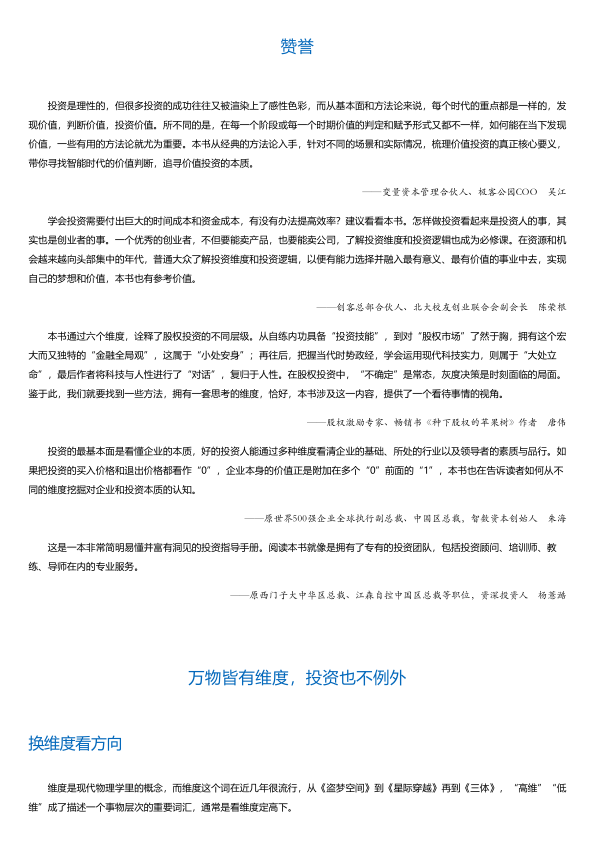 赞誉
投资是理性的，但很多投资的成功往往又被渲染上了感性色彩，而从基本面和方法论来说，每个时代的重点都是一样的，发
现价值，判断价值，投资价值。所不同的是，在每一个阶段或每一个时期价值的判定和赋予形式又都不一样，如何能在当下发现
价值，一些有用的方法论就尤为重要。本书从经典的方法论入手，针对不同的场景和实际情况，梳理价值投资的真正核心要义，
带你寻找智能时代的价值判断，追寻价值投资的本质。
——变量资本管理合伙人、极客公园COO　吴江
学会投资需要付出巨大的时间成本和资金成本，有没有办法提高效率？建议看看本书。怎样做投资看起来是投资人的事，其
实也是创业者的事。一个优秀的创业者，不但要能卖产品，也要能卖公司，了解投资维度和投资逻辑也成为必修课。在资源和机
会越来越向头部集中的年代，普通大众了解投资维度和投资逻辑，以便有能力选择并融入最有意义、最有价值的事业中去，实现
自己的梦想和价值，本书也有参考价值。
——创客总部合伙人、北大校友创业联合会副会长　陈荣根
本书通过六个维度，诠释了股权投资的不同层级。从自练内功具备“投资技能”，到对“股权市场”了然于胸，拥有这个宏
大而又独特的“金融全局观”，这属于“小处安身”；再往后，把握当代时势政经，学会运用现代科技实力，则属于“大处立
命”，最后作者将科技与人性进行了“对话”，复归于人性。在股权投资中，“不确定”是常态，灰度决策是时刻面临的局面。
鉴于此，我们就要找到一些方法，拥有一套思考的维度，恰好，本书涉及这一内容，提供了一个看待事情的视角。
——股权激励专家、畅销书《种下股权的苹果树》作者　唐伟
投资的最基本面是看懂企业的本质，好的投资人能通过多种维度看清企业的基础、所处的行业以及领导者的素质与品行。如
果把投资的买入价格和退出价格都看作“0”，企业本身的价值正是附加在多个“0”前面的“1”，本书也在告诉读者如何从不
同的维度挖掘对企业和投资本质的认知。
——原世界500强企业全球执行副总裁、中国区总裁，智数资本创始人　朱海
这是一本非常简明易懂并富有洞见的投资指导手册。阅读本书就像是拥有了专有的投资团队，包括投资顾问、培训师、教
练、导师在内的专业服务。
——原西门子大中华区总裁、江森自控中国区总裁等职位，资深投资人　杨薏
万物皆有维度，投资也不例外
换维度看方向
维度是现代物理学里的概念，而维度这个词在近几年很流行，从《盗梦空间》到《星际穿越》再到《三体》，“高维”“低
维”成了描述一个事物层次的重要词汇，通常是看维度定高下。